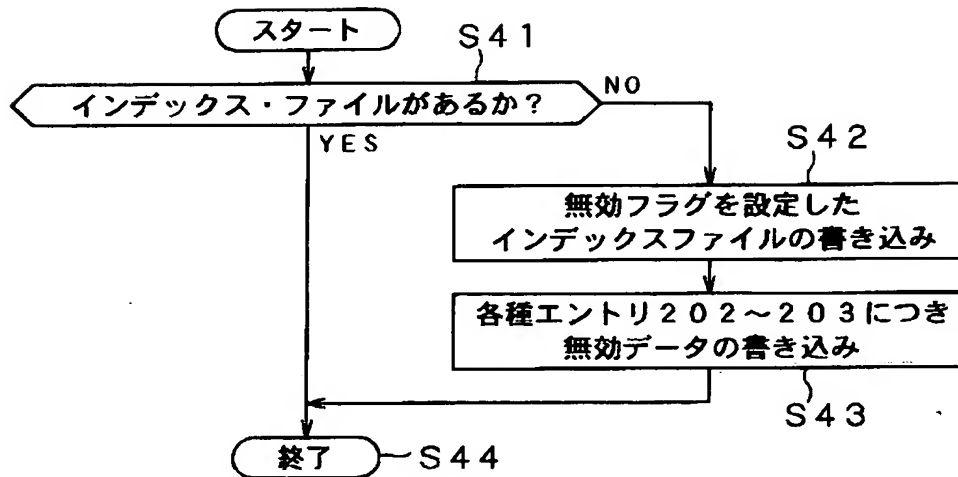 スタート
S41
インデックス・ファイルがあるか?
NO
YES
S42
無効フラグを設定した
インデックスファイルの書き込み
各種エントリ202～203につき
無効データの書き込み
S43
終了
S44